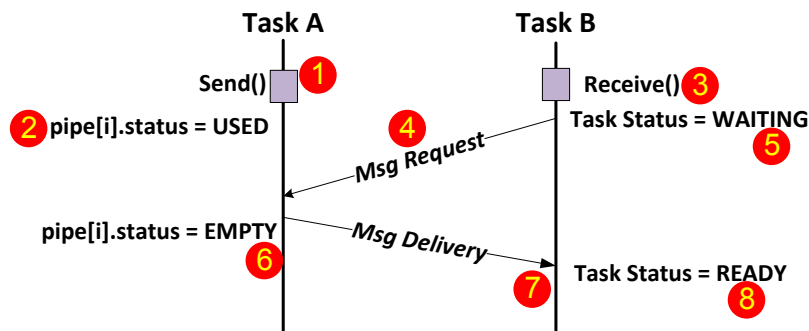 Task A
Task B
Send() 1
Receive() 3
2 pipe[i].status = USED
4
Task Status = WAITING
5
Msg Request
pipe[i].status = EMPTY
6
Msg Delivery
7
Task Status = READY
8